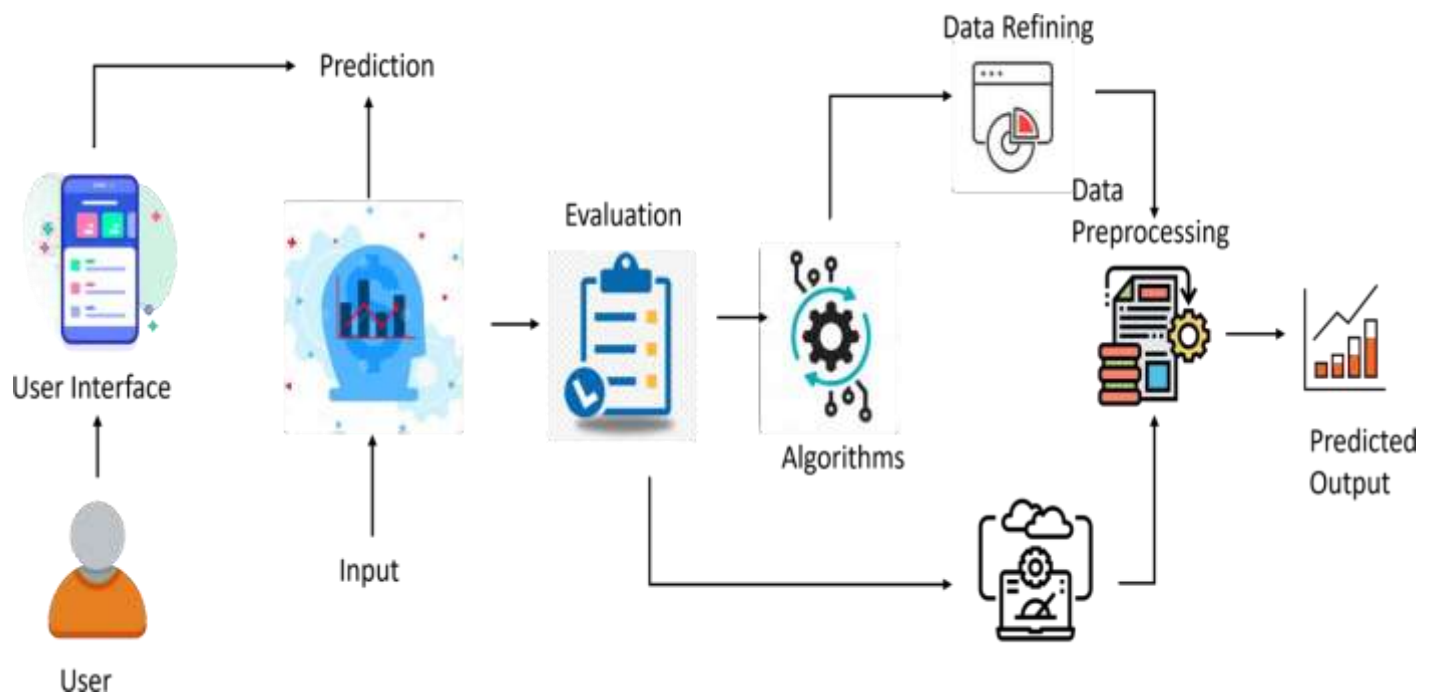 Data Refining
Prediction
Data
Preprocessing
Evaluation
User Interface
Algorithms
Predicted
Output
Input
User